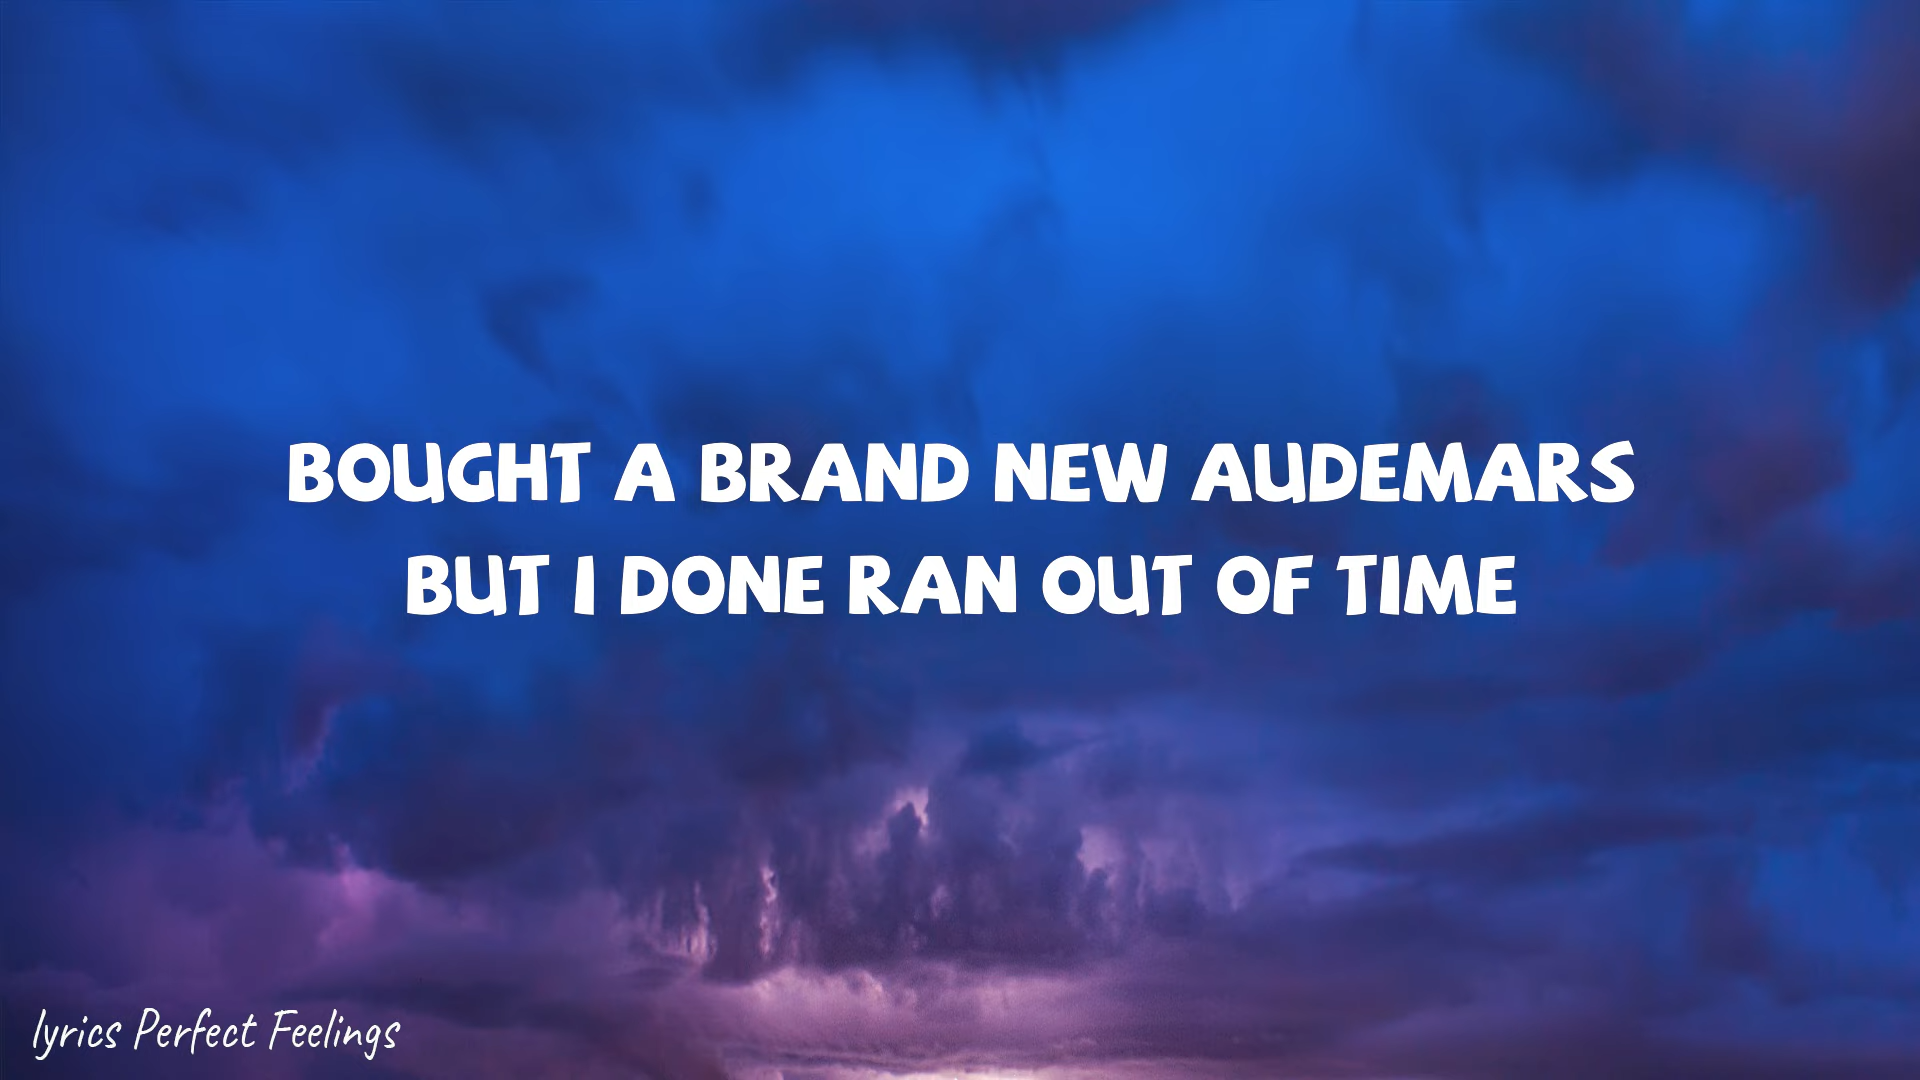 BOUGHT A BRAND NEW AUDEMARS
BUT I DONE RAN OUT OF TIME
lyrics Perfect Feelings